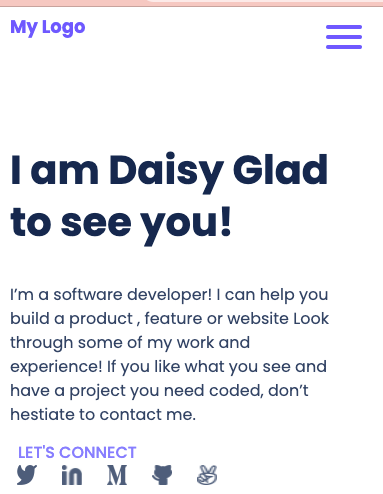 My Logo
I am Daisy Glad
to see you!
I’m a software developer! I can help you
build a product , feature or website Look
through some of my work and
experience! If you like what you see and
have a project you need coded, don’t
hestiate to contact me.
LET'S CONNECT